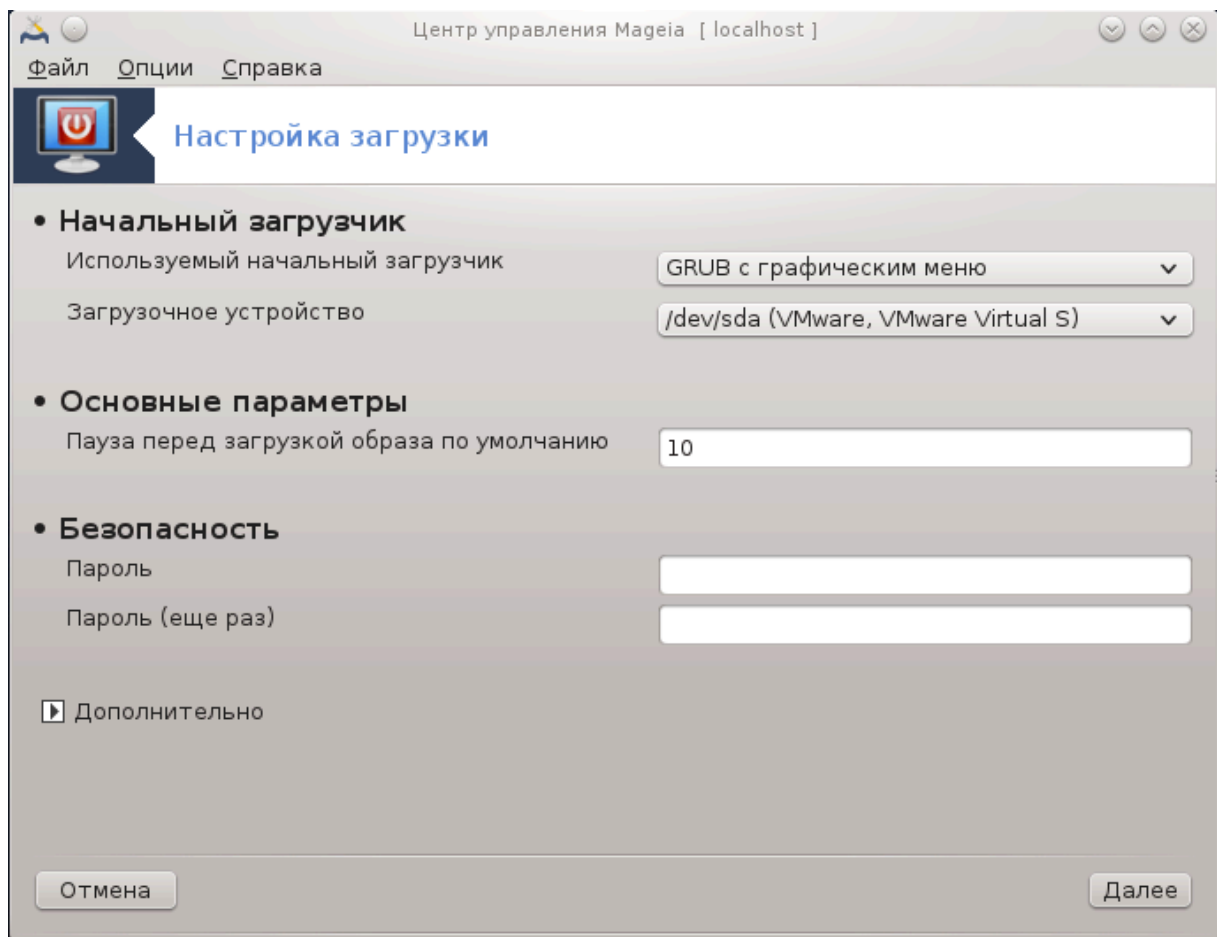 Центр управления Mageia [ localhost ]
Файл Опции Справка
Настройка загрузки
• Начальный загрузчик
Используемый начальный загрузчик
GRUB с графическим меню
Загрузочное устройство
/dev/sda (VMware, VMware Virtual S)
• Основные параметры
Пауза перед загрузкой образа по умолчанию
10
• Безопасность
Пароль
Пароль (еще раз)
Дополнительно
Отмена
Далее